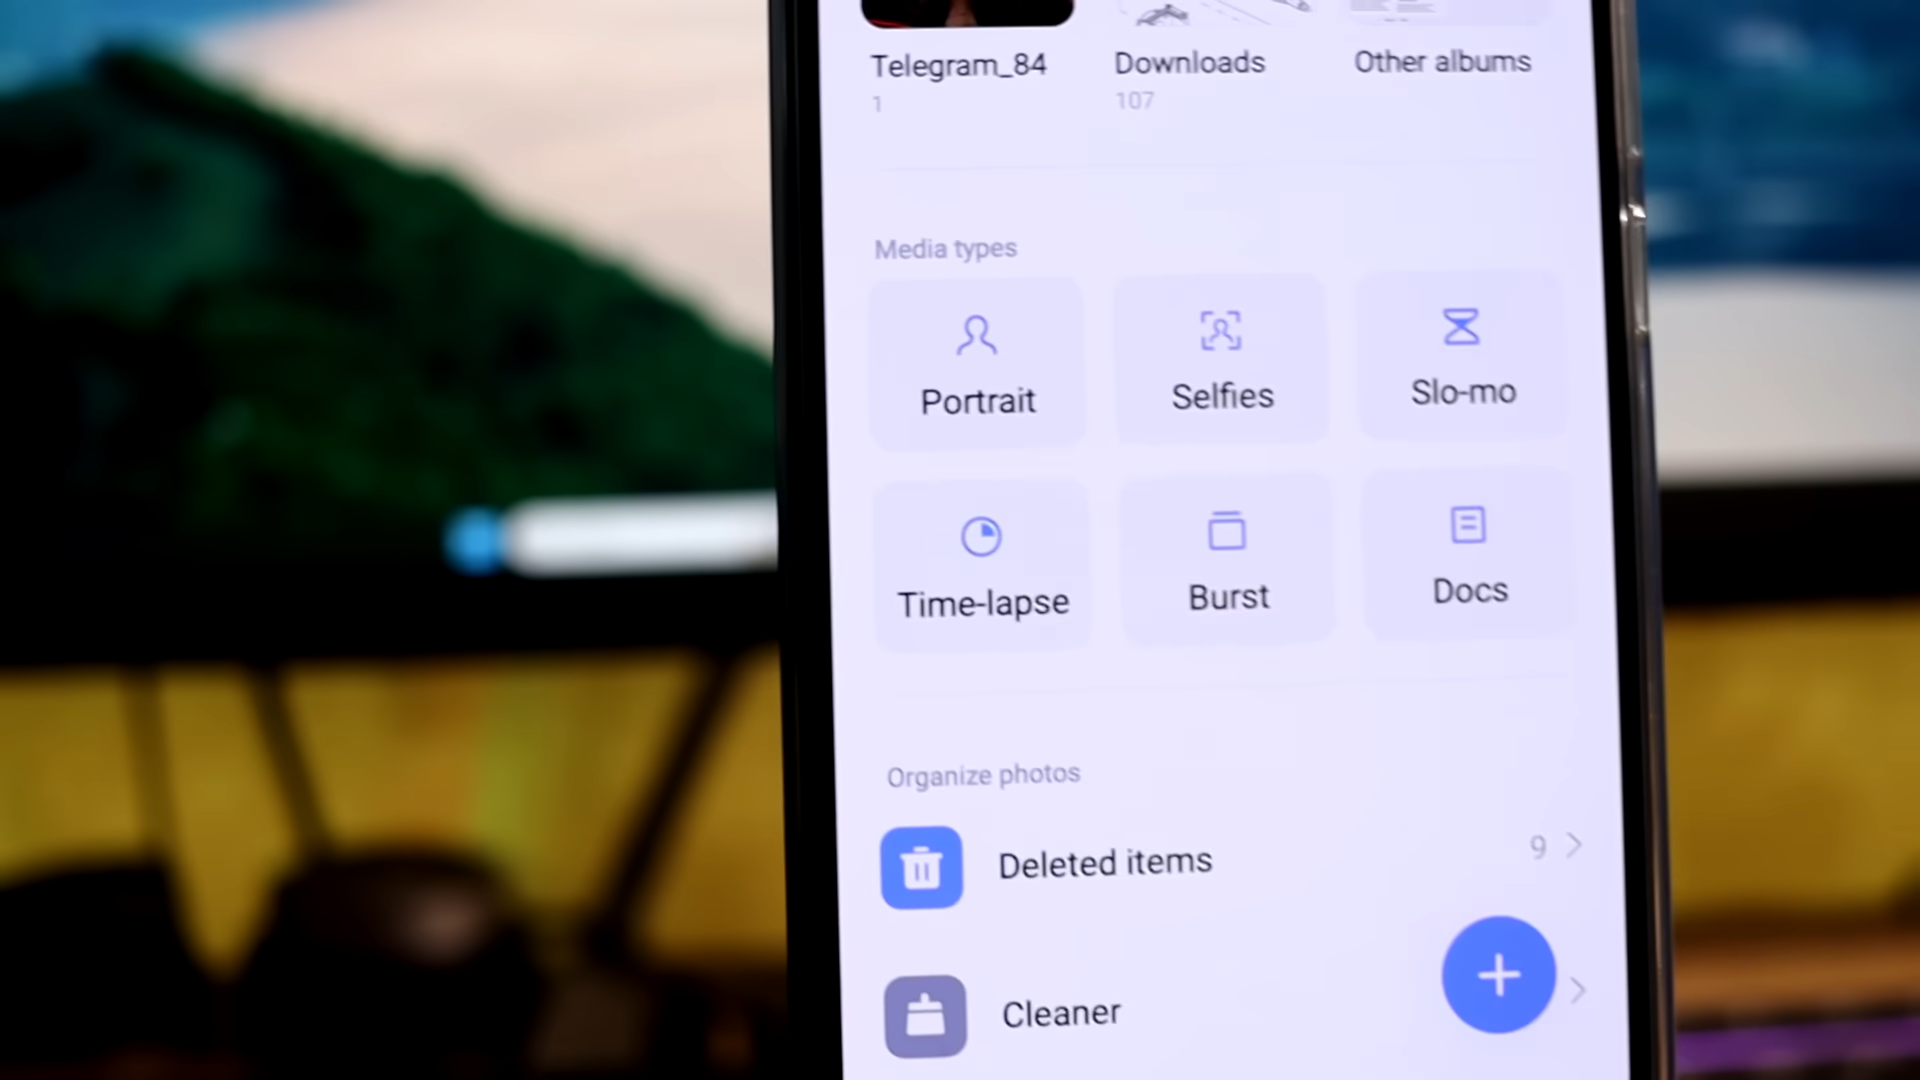 Telegram_84 Downloads Other albums
1 107
Media types
Portrait Selfies Slo-mo
Time-lapse Burst Docs
Organize photos
Deleted items 9
Cleaner